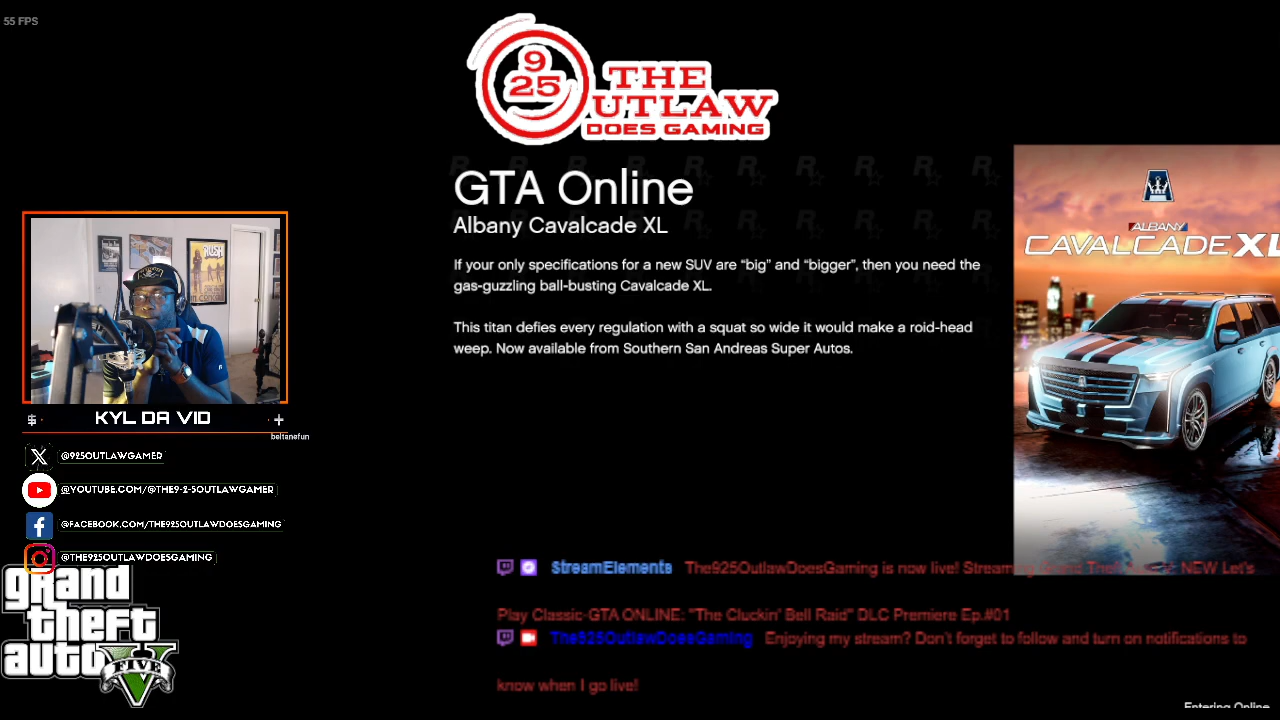 55 FPS
9
25
THE
OUTLAW
DOES GAMING
GTA Online
Albany Cavalcade XL
If your only specifications for a new SUV are “big” and “bigger”, then you need the
gas-guzzling ball-busting Cavalcade XL.
This titan defies every regulation with a squat so wide it would make a roid-head
weep. Now available from Southern San Andreas Super Autos.
ALBANY
CAVALCADE XL
RUSH
KYL DA VID
beltanefun
@925OUTLAWGAMER
@YOUTUBE.COM/@THE9-2-5OUTLAWGAMER
@FACEBOOK.COM/THE925OUTLAWDOESGAMING
@THE925OUTLAWDOESGAMING
grand
theft
auto
V
FIVE
StreamElements The925OutlawDoesGaming is now live! Streaming Grand Theft NEW Let's
Play Classic-GTA ONLINE: "The Cluckin' Bell Raid" DLC Premiere Ep.#01
The925OutlawDoesGaming Enjoying my stream? Don't forget to follow and turn on notifications to
know when I go live!
Entering Online